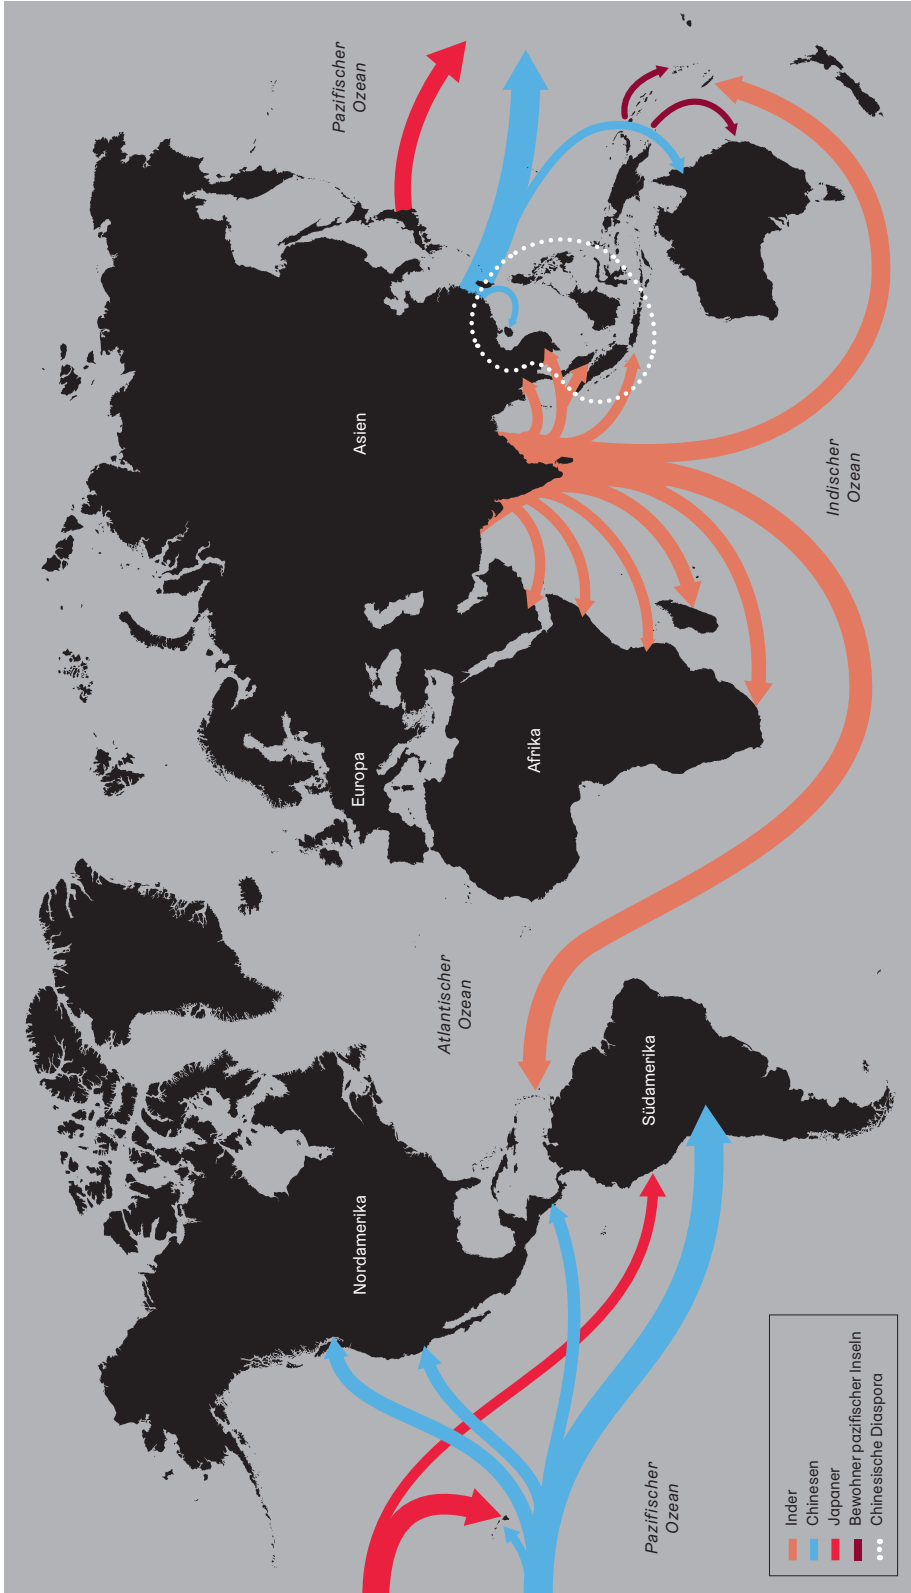 Pazifischer
Ozean
Asien
Europa
Afrika
Indischer
Ozean
Atlantischer
Ozean
Nordamerika
Südamerika
Pazifischer
Ozean
Inder
Chinesen
Japaner
Bewohner pazifischer Inseln
Chinesische Diaspora